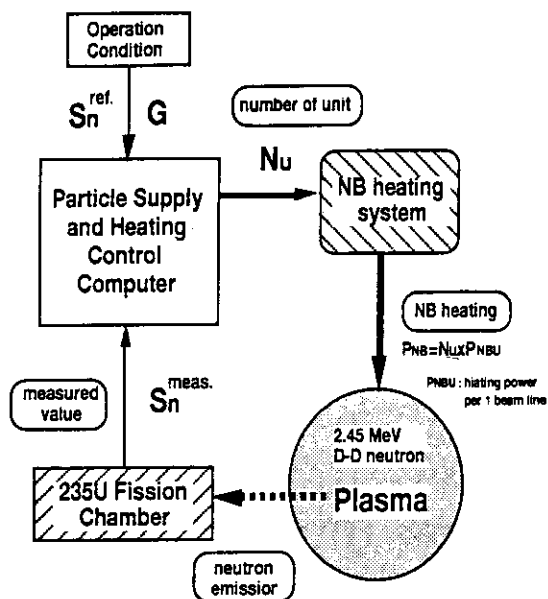 Operation
Condition
Sn^ref.
G
number of unit
Nu
Particle Supply
and Heating
Control
Computer
NB heating
system
NB heating
PNB=NuxPNBU
PNBU : hiating power
per 1 beam line
measured
value
Sn^meas.
2.45 MeV
D-D neutron
Plasma
235U Fission
Chamber
neutron
emissior